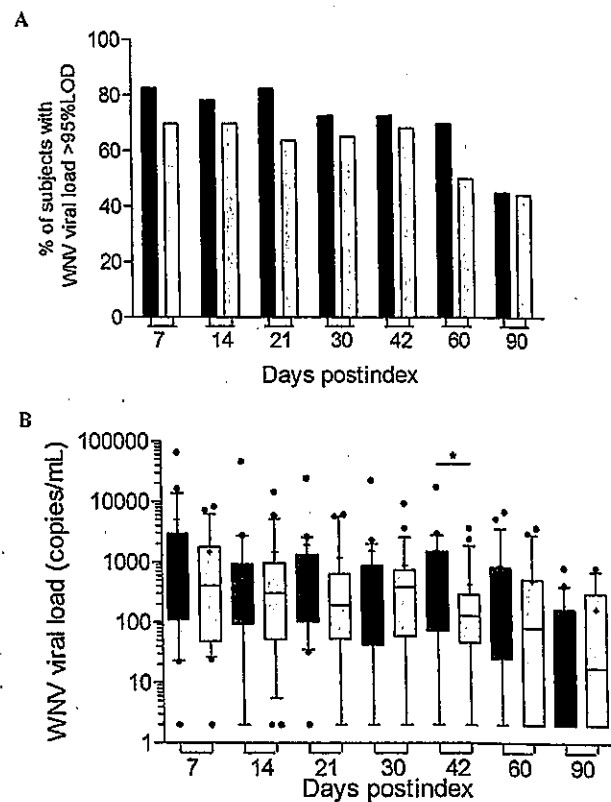 A
% of subjects with
WNV viral load >95%LOD
100
80
60
40
20
0
7 14 21 30 42 60 90
Days postindex
B
WNV viral load (copies/mL)
100000
10000
1000
100
10
1
*
7 14 21 30 42 60 90
Days postindex